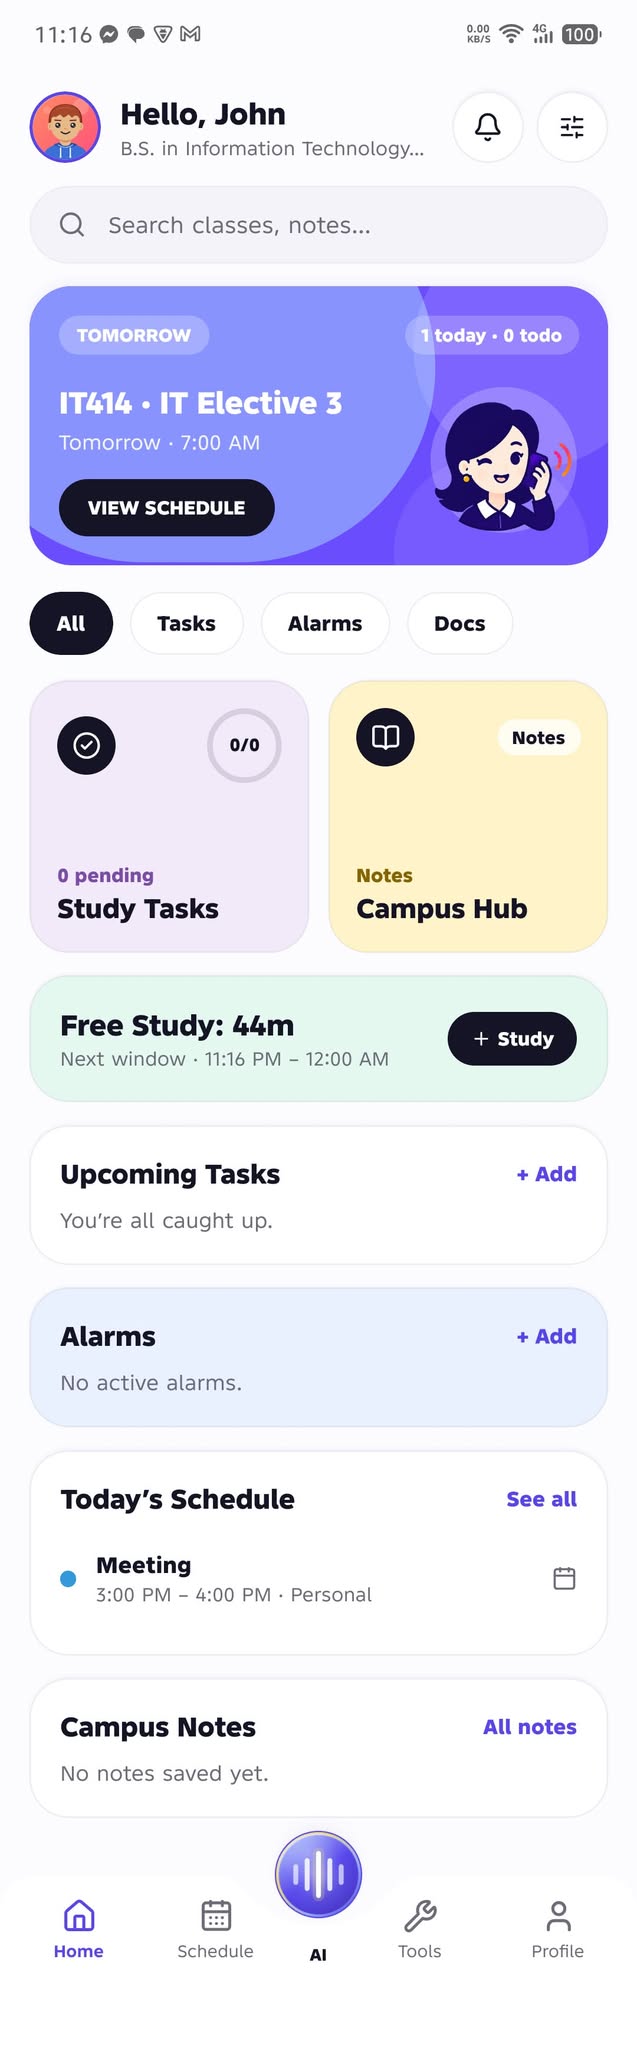 11:16
0.00
KB/S
4G
100
Hello, John
B.S. in Information Technology...
Search classes, notes...
TOMORROW
1 today • 0 todo
IT414 • IT Elective 3
Tomorrow · 7:00 AM
VIEW SCHEDULE
All
Tasks
Alarms
Docs
0/0
Notes
0 pending
Study Tasks
Notes
Campus Hub
Free Study: 44m
Next window · 11:16 PM – 12:00 AM
+ Study
Upcoming Tasks
+ Add
You’re all caught up.
Alarms
+ Add
No active alarms.
Today’s Schedule
See all
Meeting
3:00 PM – 4:00 PM · Personal
Campus Notes
All notes
No notes saved yet.
Home
Schedule
AI
Tools
Profile